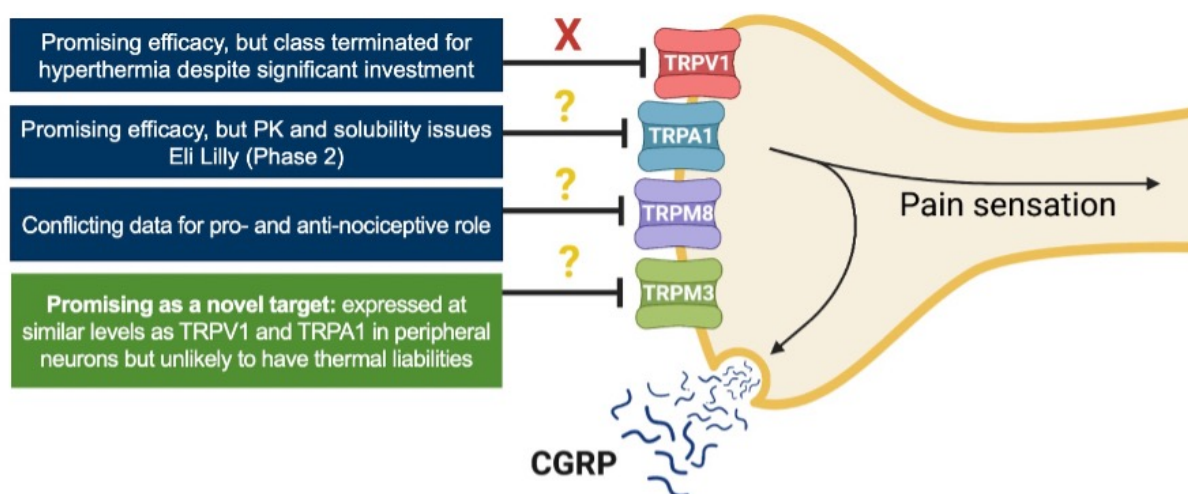 Promising efficacy, but class terminated for
hyperthermia despite significant investment
X
TRPV1
?
Promising efficacy, but PK and solubility issues
Eli Lilly (Phase 2)
TRPA1
?
Conflicting data for pro- and anti-nociceptive role
TRPM8
Pain sensation
?
Promising as a novel target: expressed at
similar levels as TRPV1 and TRPA1 in peripheral
neurons but unlikely to have thermal liabilities
TRPM3
CGRP